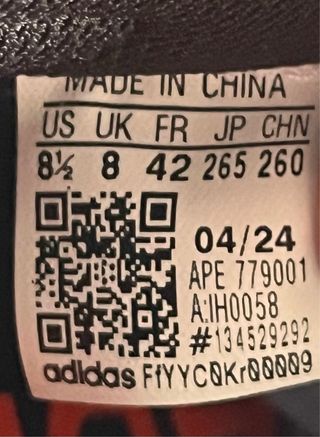 MADE IN CHINA
US UK FR JP CHN
8½ 8 42 265 260
04/24
APE 779001
A:IH0058
#134529292
adidas FfYYC0Kr00009